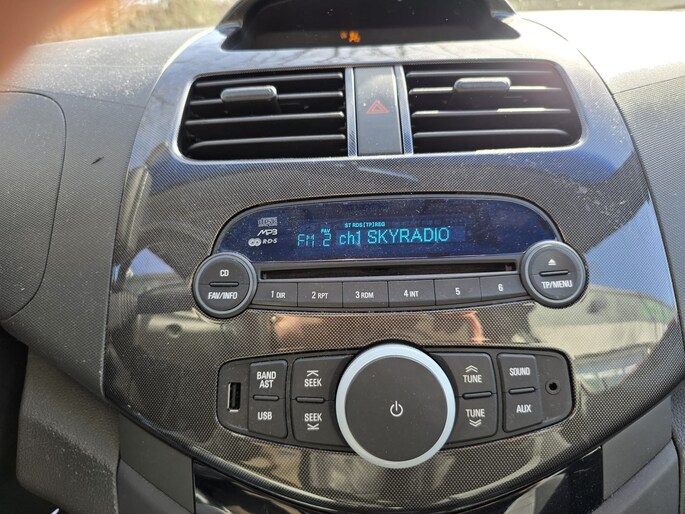 MP3
RDS
ST RDS[TP]REG
FAV
FM 2 ch1 SKYRADIO
CD
FAV/INFO
TP/MENU
1 DIR
2 RPT
3 RDM
4 INT
5
6
BAND
AST
USB
SEEK
SEEK
TUNE
TUNE
SOUND
AUX